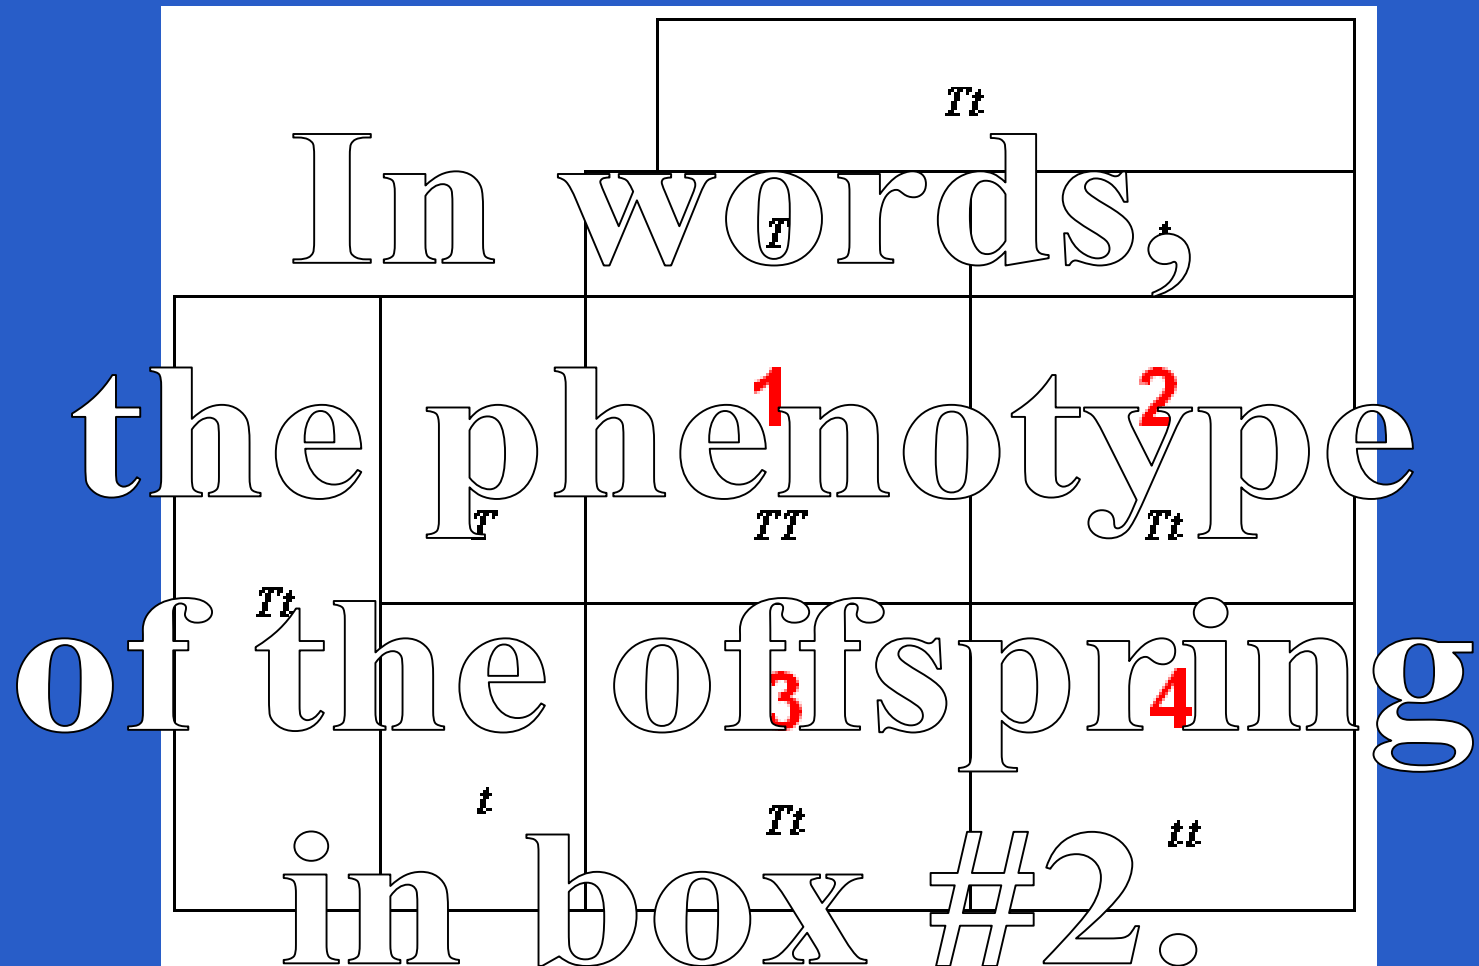 Tt
In words,
T t
the phenotype
1 2
T TT Tt
Tt
of the offspring
3 4
t Tt tt
in box #2.